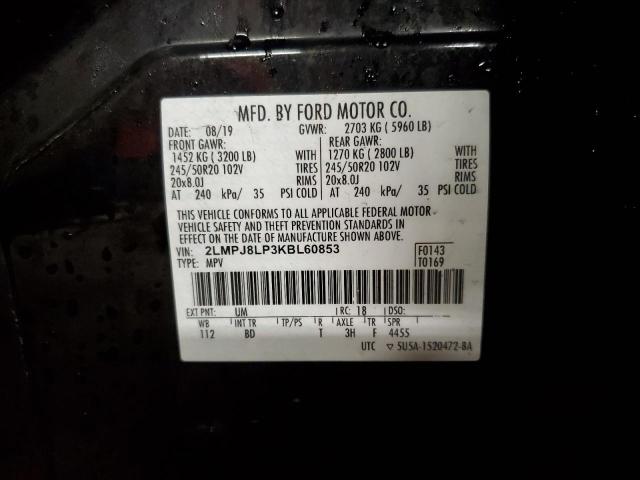 MFD. BY FORD MOTOR CO.
DATE: 08/19 GVWR: 2703 KG ( 5960 LB)
FRONT GAWR: REAR GAWR:
1452 KG ( 3200 LB) WITH 1270 KG ( 2800 LB) WITH
245/50R20 102V TIRES 245/50R20 102V TIRES
20x8.0J RIMS 20x8.0J RIMS
AT 240 kPa/ 35 PSI COLD AT 240 kPa/ 35 PSI COLD
THIS VEHICLE CONFORMS TO ALL APPLICABLE FEDERAL MOTOR
VEHICLE SAFETY AND THEFT PREVENTION STANDARDS IN
EFFECT ON THE DATE OF MANUFACTURE SHOWN ABOVE.
VIN: 2LMPJ8LP3KBL60853 F0143
TYPE: MPV T0169
EXT PNT: UM RC: 18 DSO:
WB INT TR TP/PS R AXLE TR SPR
112 BD T 3H F 4455
UTC ▽ 5U5A-1520472-BA